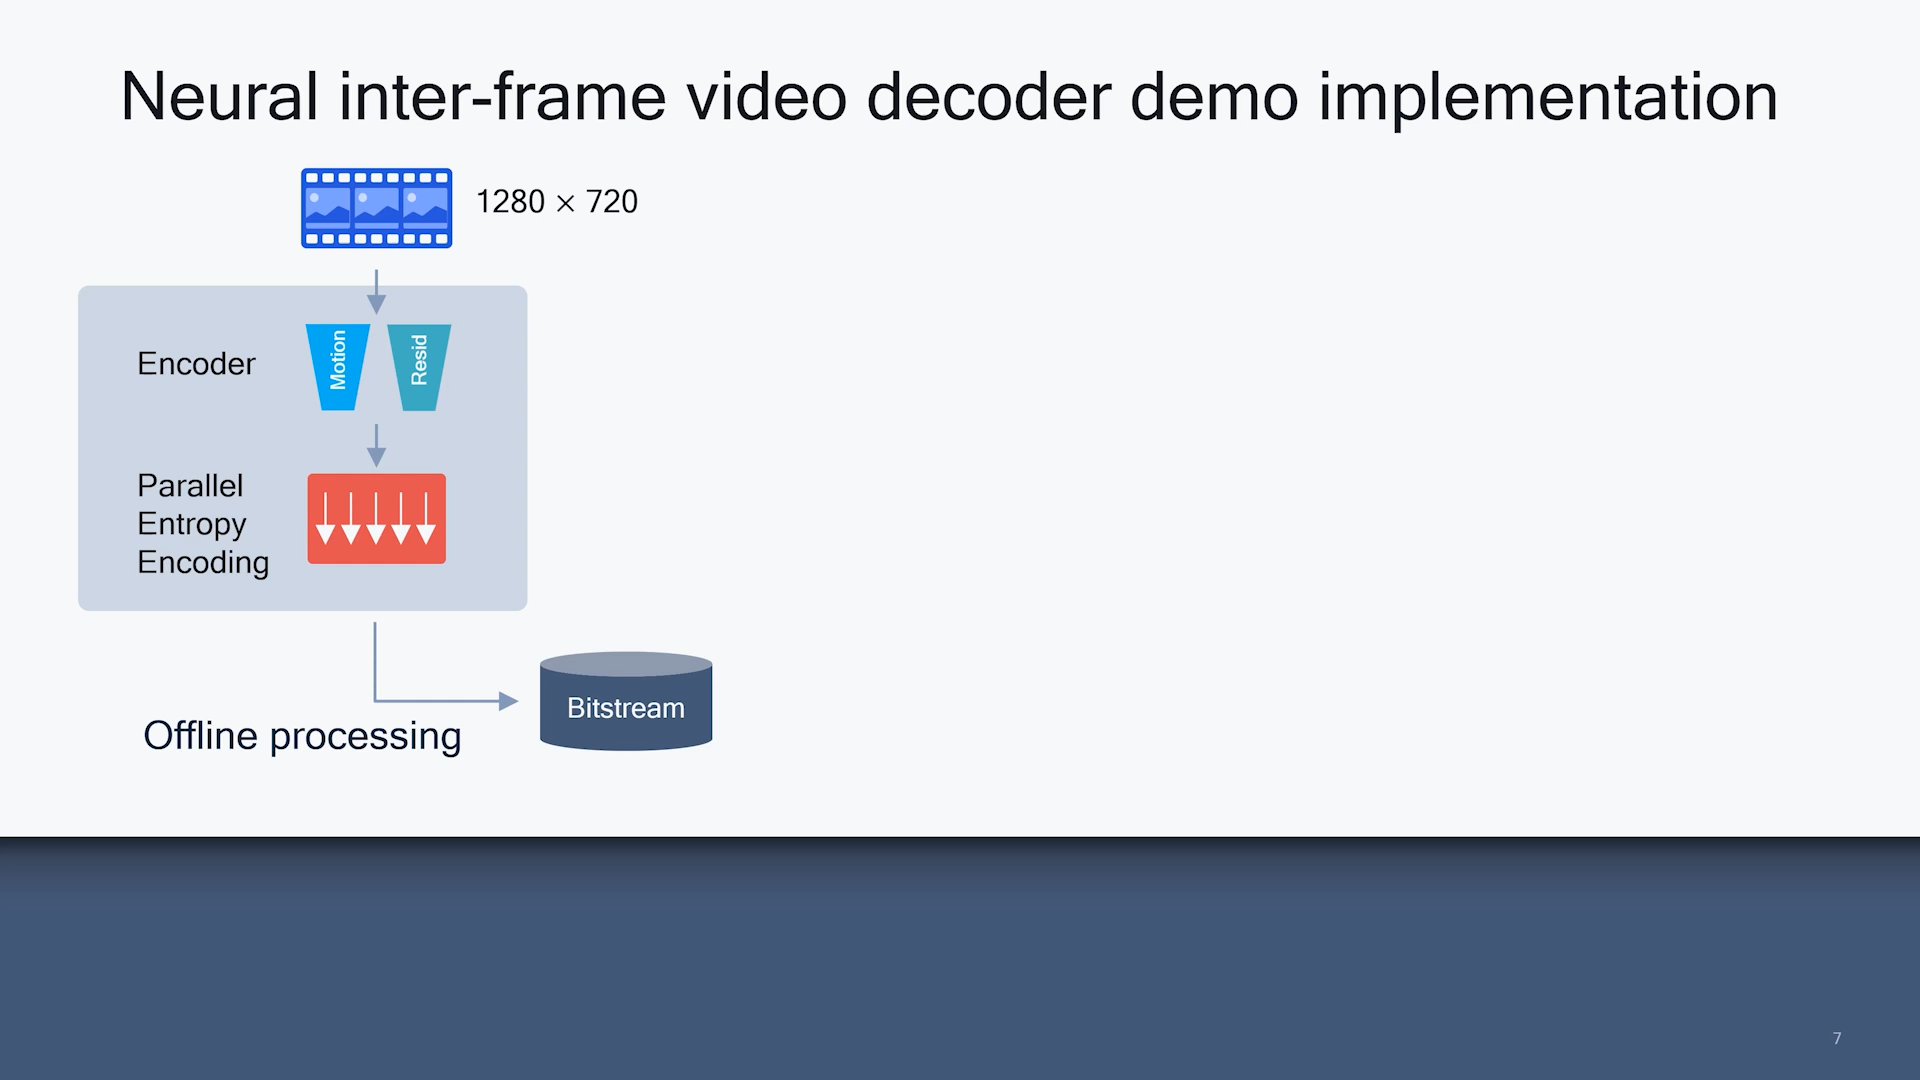 Neural inter-frame video decoder demo implementation
1280 × 720
Encoder
Motion
Resid
Parallel
Entropy
Encoding
Bitstream
Offline processing
7